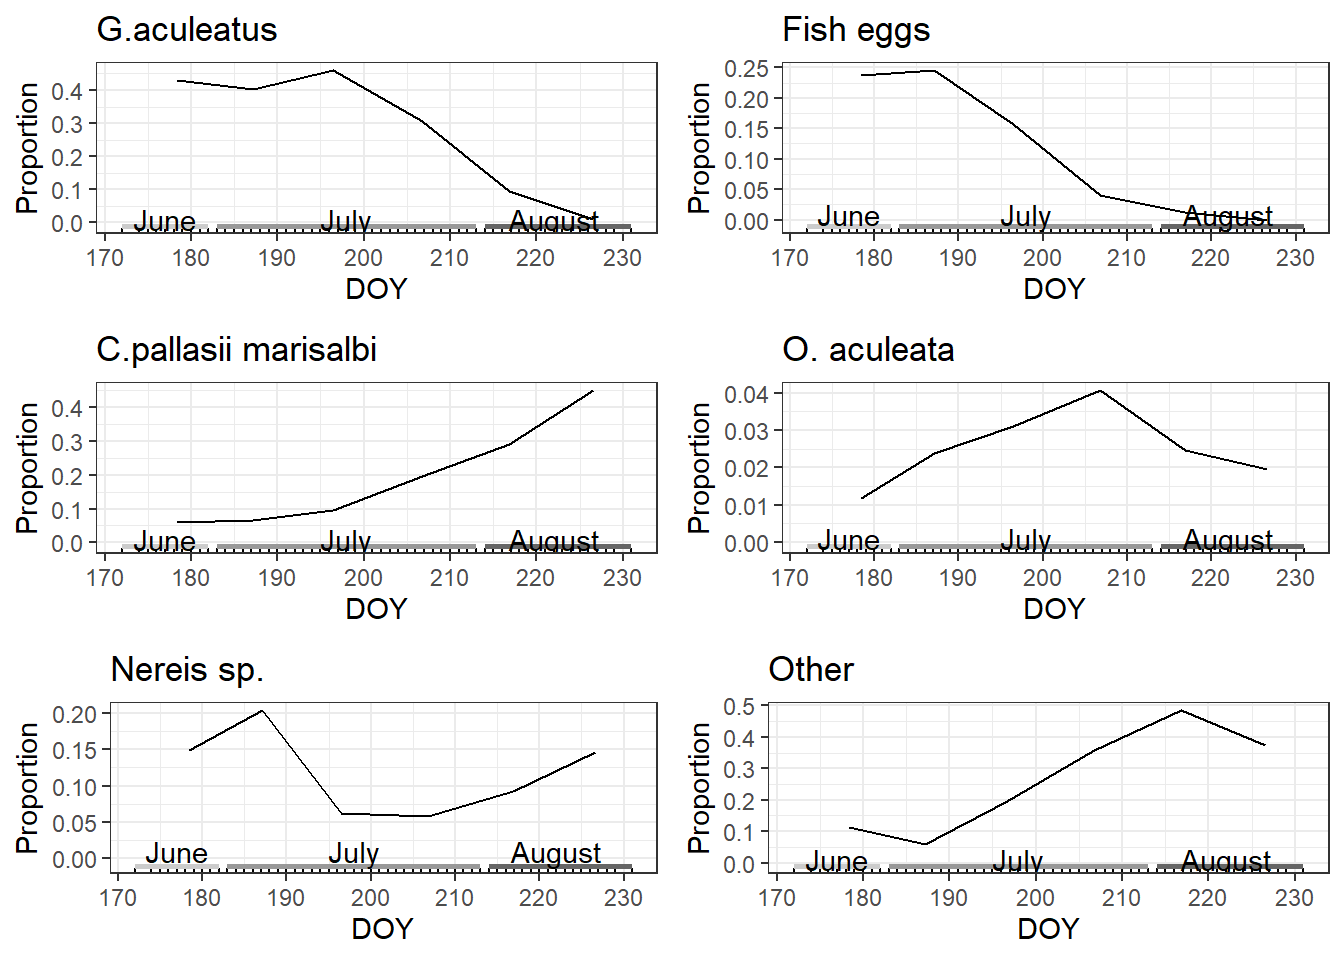 G.aculeatus
Proportion
0.4
0.3
0.2
0.1
0.0
June July August
170 180 190 200 210 220 230
DOY
Fish eggs
Proportion
0.25
0.20
0.15
0.10
0.05
0.00
June July August
170 180 190 200 210 220 230
DOY
C.pallasii marisalbi
Proportion
0.4
0.3
0.2
0.1
0.0
June July August
170 180 190 200 210 220 230
DOY
O. aculeata
Proportion
0.04
0.03
0.02
0.01
0.00
June July August
170 180 190 200 210 220 230
DOY
Nereis sp.
Proportion
0.20
0.15
0.10
0.05
0.00
June July August
170 180 190 200 210 220 230
DOY
Other
Proportion
0.5
0.4
0.3
0.2
0.1
0.0
June July August
170 180 190 200 210 220 230
DOY